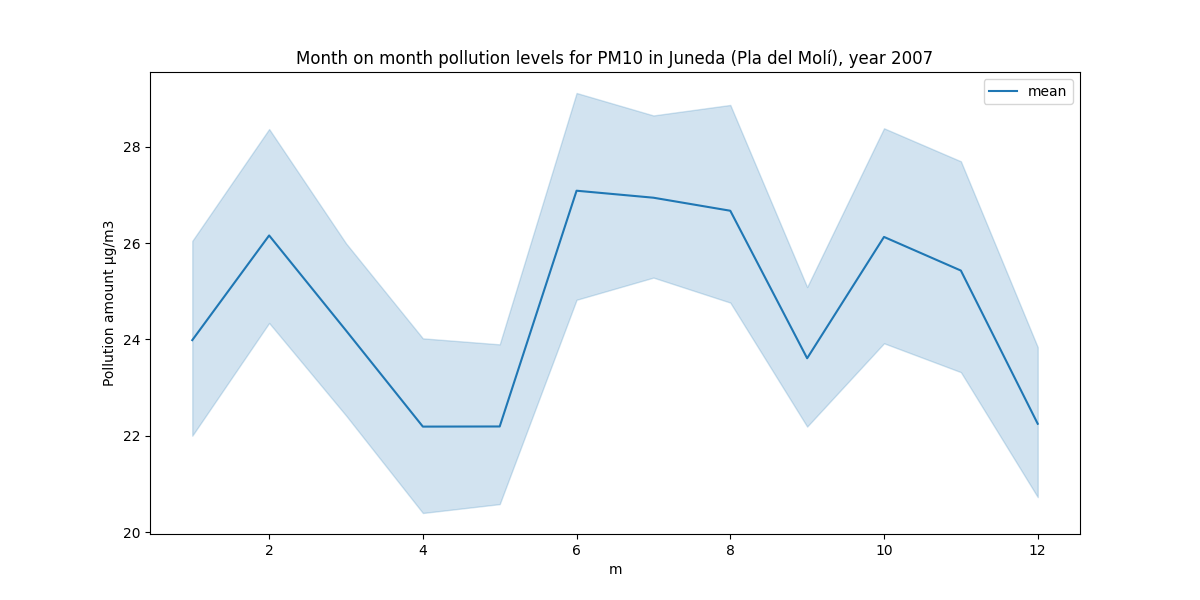 Month on month pollution levels for PM10 in Juneda (Pla del Molí), year 2007
mean
Pollution amount µg/m3
28
26
24
22
20
2 4 6 8 10 12
m